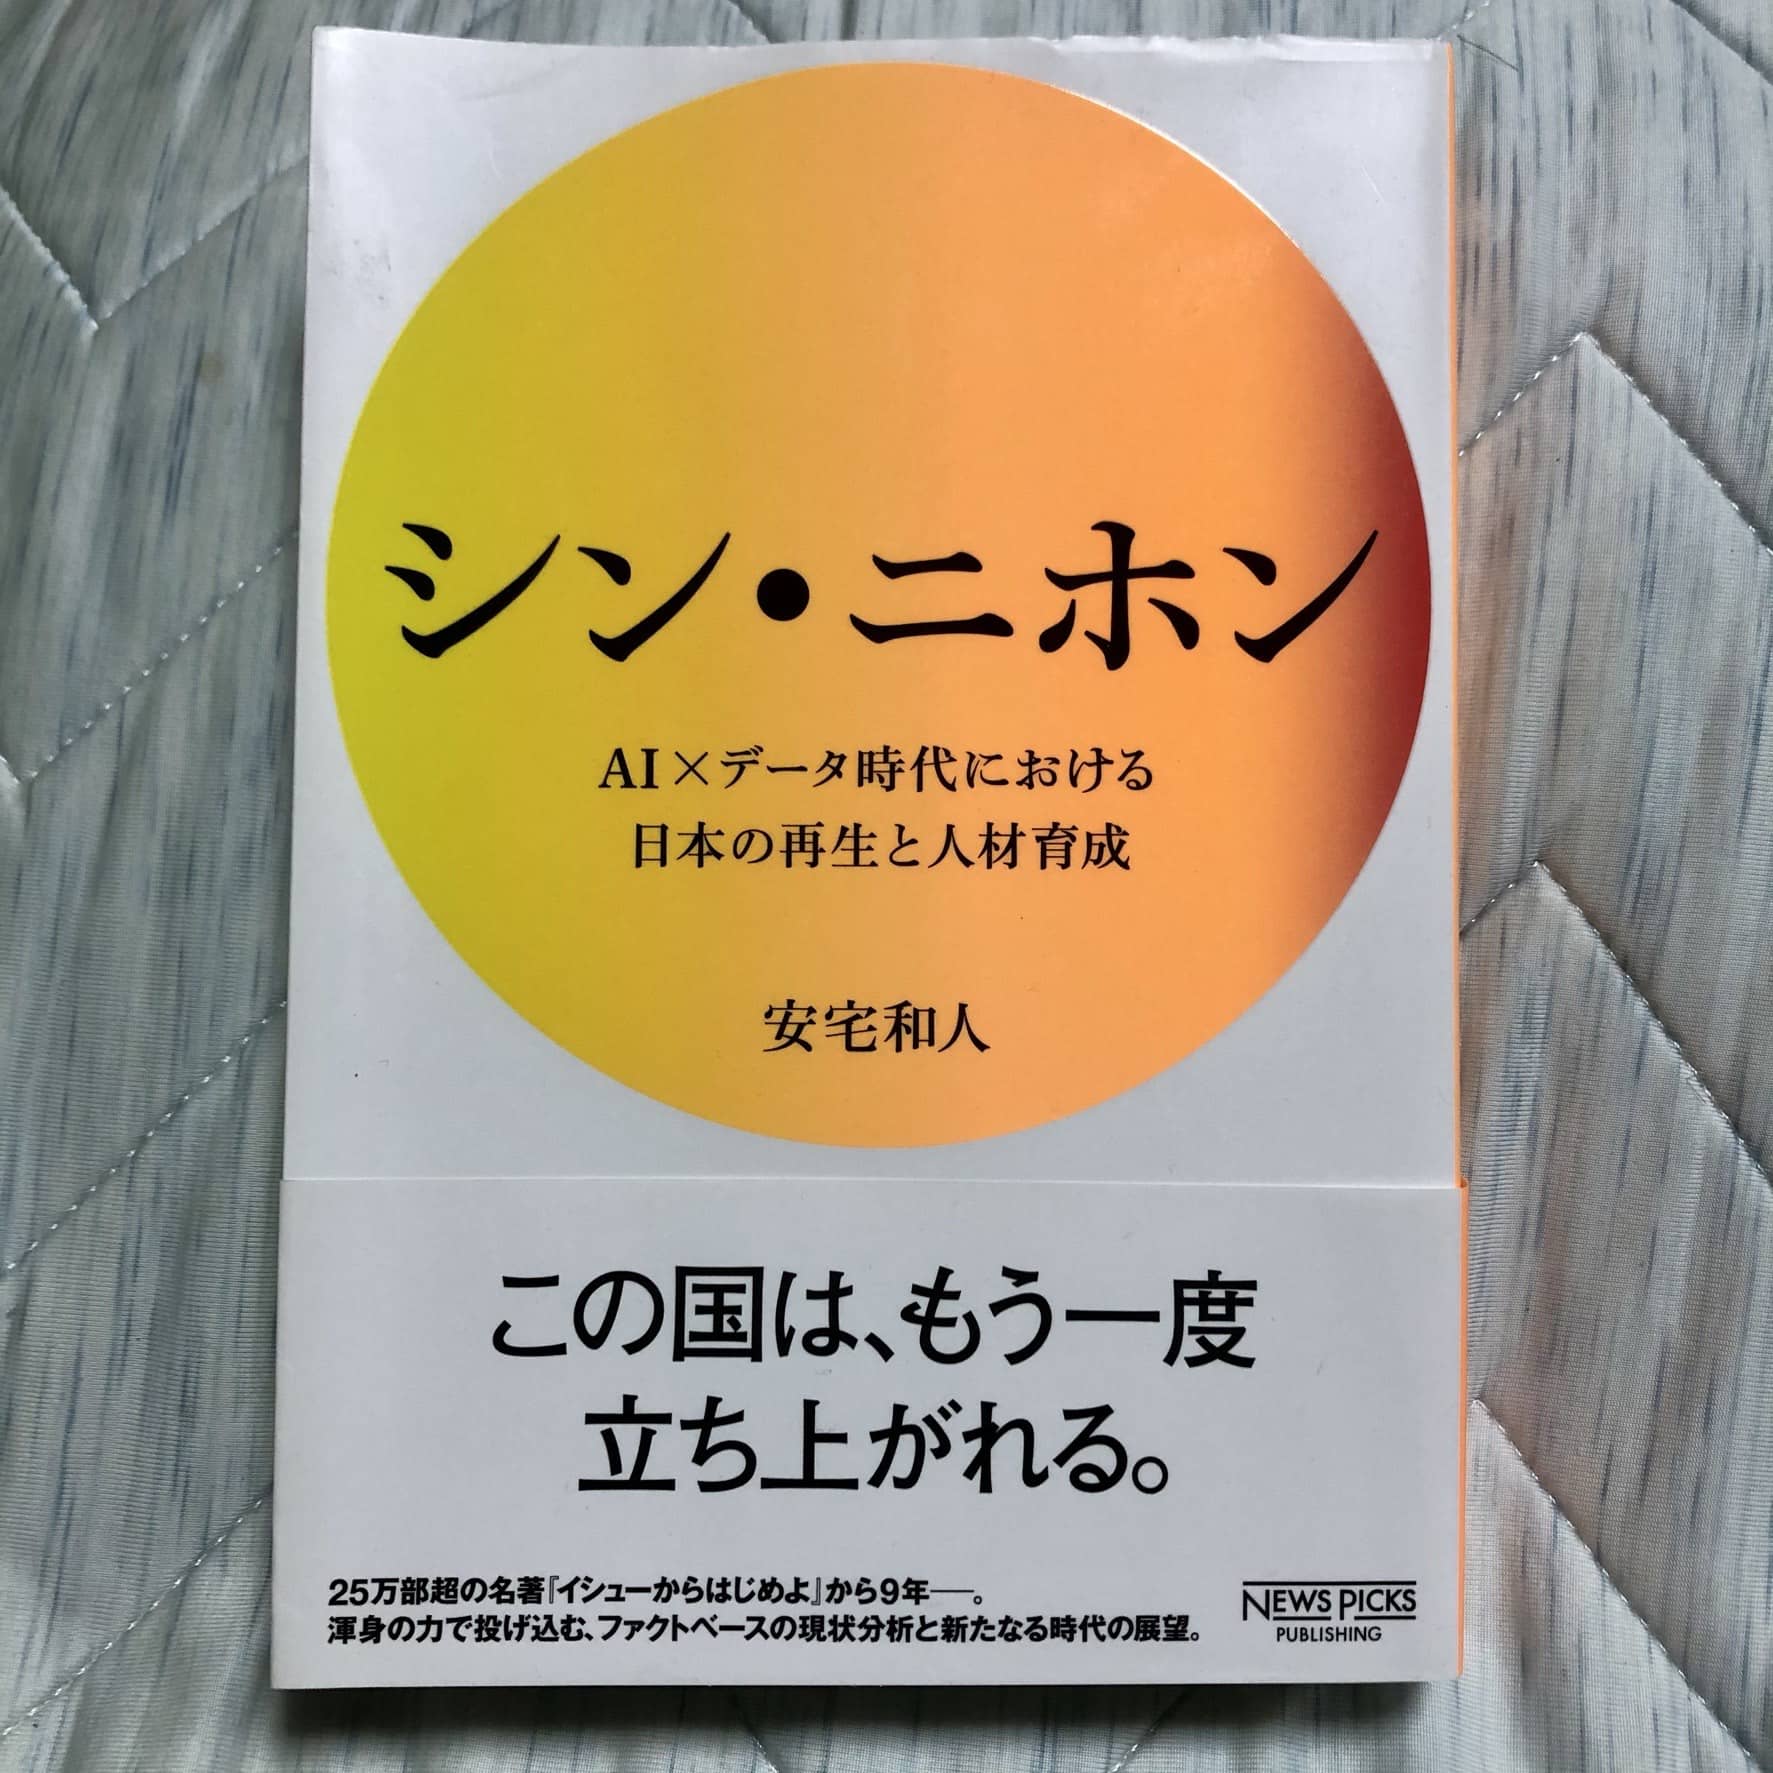 シン・ニホン
AI×データ時代における
日本の再生と人材育成
安宅和人
この国は、もう一度
立ち上がれる。
25万部超の名著『イシューからはじめよ』から9年──。
渾身の力で投げ込む、ファクトベースの現状分析と新たなる時代の展望。
NEWS PICKS
PUBLISHING